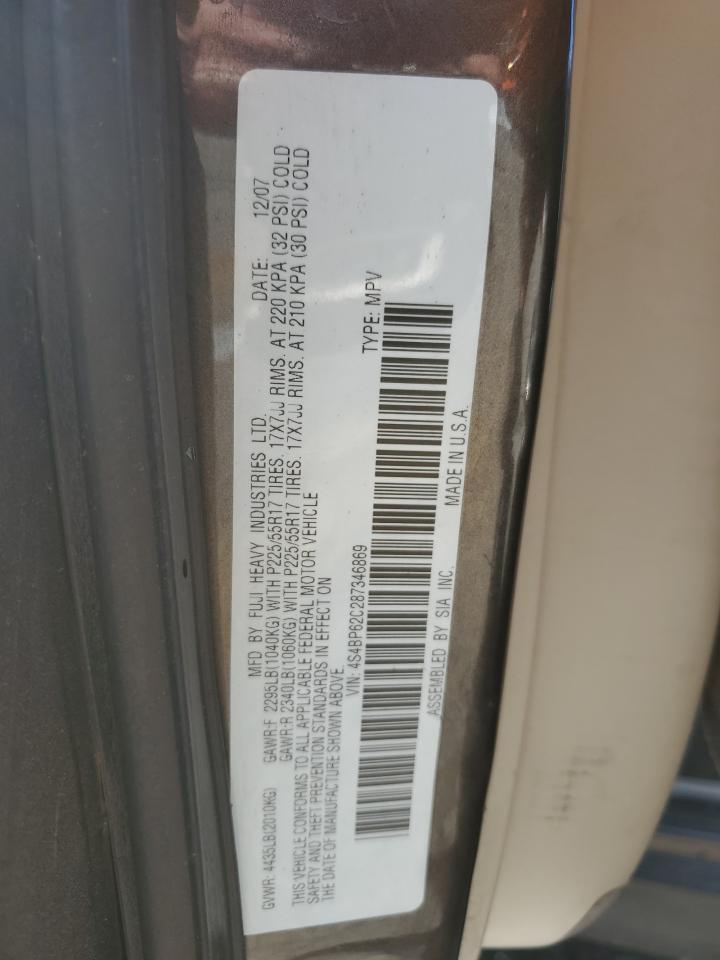 MFD BY FUJI HEAVY INDUSTRIES LTD. DATE: 12/07
GVWR: 4435LB(2010KG) GAWR:F 2295LB(1040KG) WITH P225/55R17 TIRES. 17X7JJ RIMS. AT 220 KPA (32 PSI) COLD
GAWR:R 2340LB(1060KG) WITH P225/55R17 TIRES. 17X7JJ RIMS. AT 210 KPA (30 PSI) COLD
THIS VEHICLE CONFORMS TO ALL APPLICABLE FEDERAL MOTOR VEHICLE
SAFETY AND THEFT PREVENTION STANDARDS IN EFFECT ON
THE DATE OF MANUFACTURE SHOWN ABOVE.
VIN: 4S4BP62C287346869 TYPE: MPV
ASSEMBLED BY SIA INC. MADE IN U.S.A.